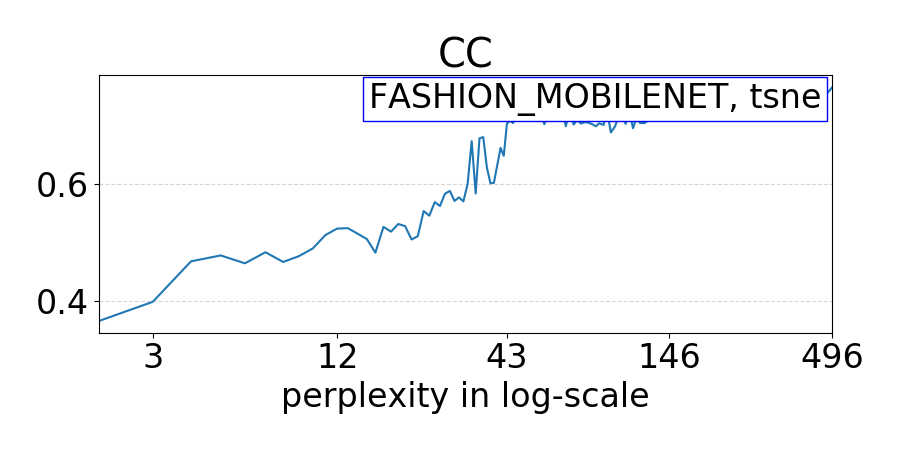 CC
FASHION_MOBILENET, tsne
0.6
0.4
3 12 43 146 496
perplexity in log-scale